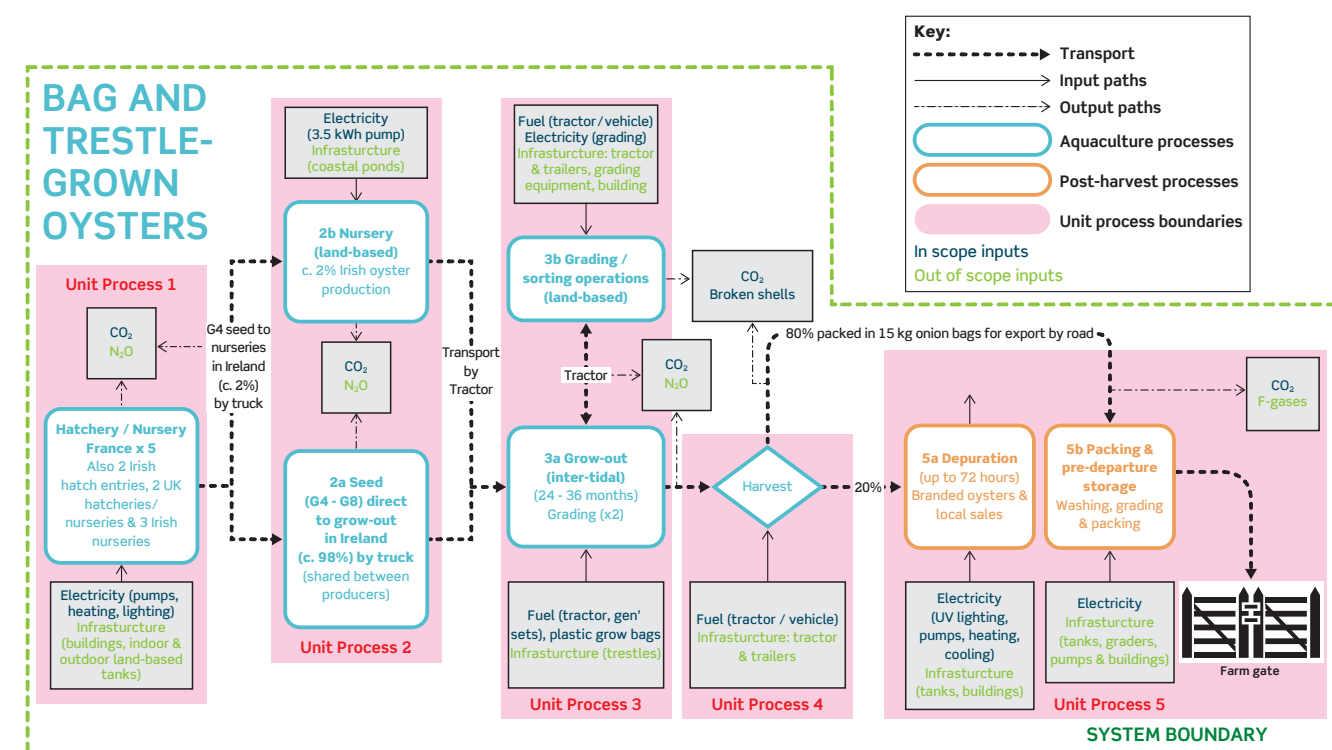 BAG AND
TRESTLE-
GROWN
OYSTERS
Key:
Transport
Input paths
Output paths
Aquaculture processes
Post-harvest processes
Unit process boundaries
In scope inputs
Out of scope inputs
Unit Process 1
CO₂
N₂O
Hatchery / Nursery
France x 5
Also 2 Irish
hatch entries, 2 UK
hatcheries/
nurseries & 3 Irish
nurseries
Electricity (pumps,
heating, lighting)
Infrasturcture
(buildings, indoor &
outdoor land-based
tanks)
G4 seed to
nurseries
in Ireland
(c. 2%)
by truck
Electricity
(3.5 kWh pump)
Infrasturcture
(coastal ponds)
2b Nursery
(land-based)
c. 2% Irish oyster
production
CO₂
N₂O
2a Seed
(G4 - G8) direct
to grow-out
in Ireland
(c. 98%) by truck
(shared between
producers)
Unit Process 2
Transport
by
Tractor
Fuel (tractor/vehicle)
Electricity (grading)
Infrasturcture: tractor
& trailers, grading
equipment, building
3b Grading /
sorting operations
(land-based)
CO₂
Broken shells
Tractor
CO₂
N₂O
3a Grow-out
(inter-tidal)
(24 - 36 months)
Grading (x2)
Fuel (tractor, gen'
sets), plastic grow bags
Infrasturcture (trestles)
Unit Process 3
80% packed in 15 kg onion bags for export by road
Harvest
Fuel (tractor / vehicle)
Infrasturcture: tractor
& trailers
Unit Process 4
20%
5a Depuration
(up to 72 hours)
Branded oysters &
local sales
Electricity
(UV lighting,
pumps, heating,
cooling)
Infrasturcture
(tanks, buildings)
5b Packing &
pre-departure
storage
Washing, grading
& packing
Electricity
Infrasturcture
(tanks, graders,
pumps & buildings)
CO₂
F-gases
Farm gate
Unit Process 5
SYSTEM BOUNDARY